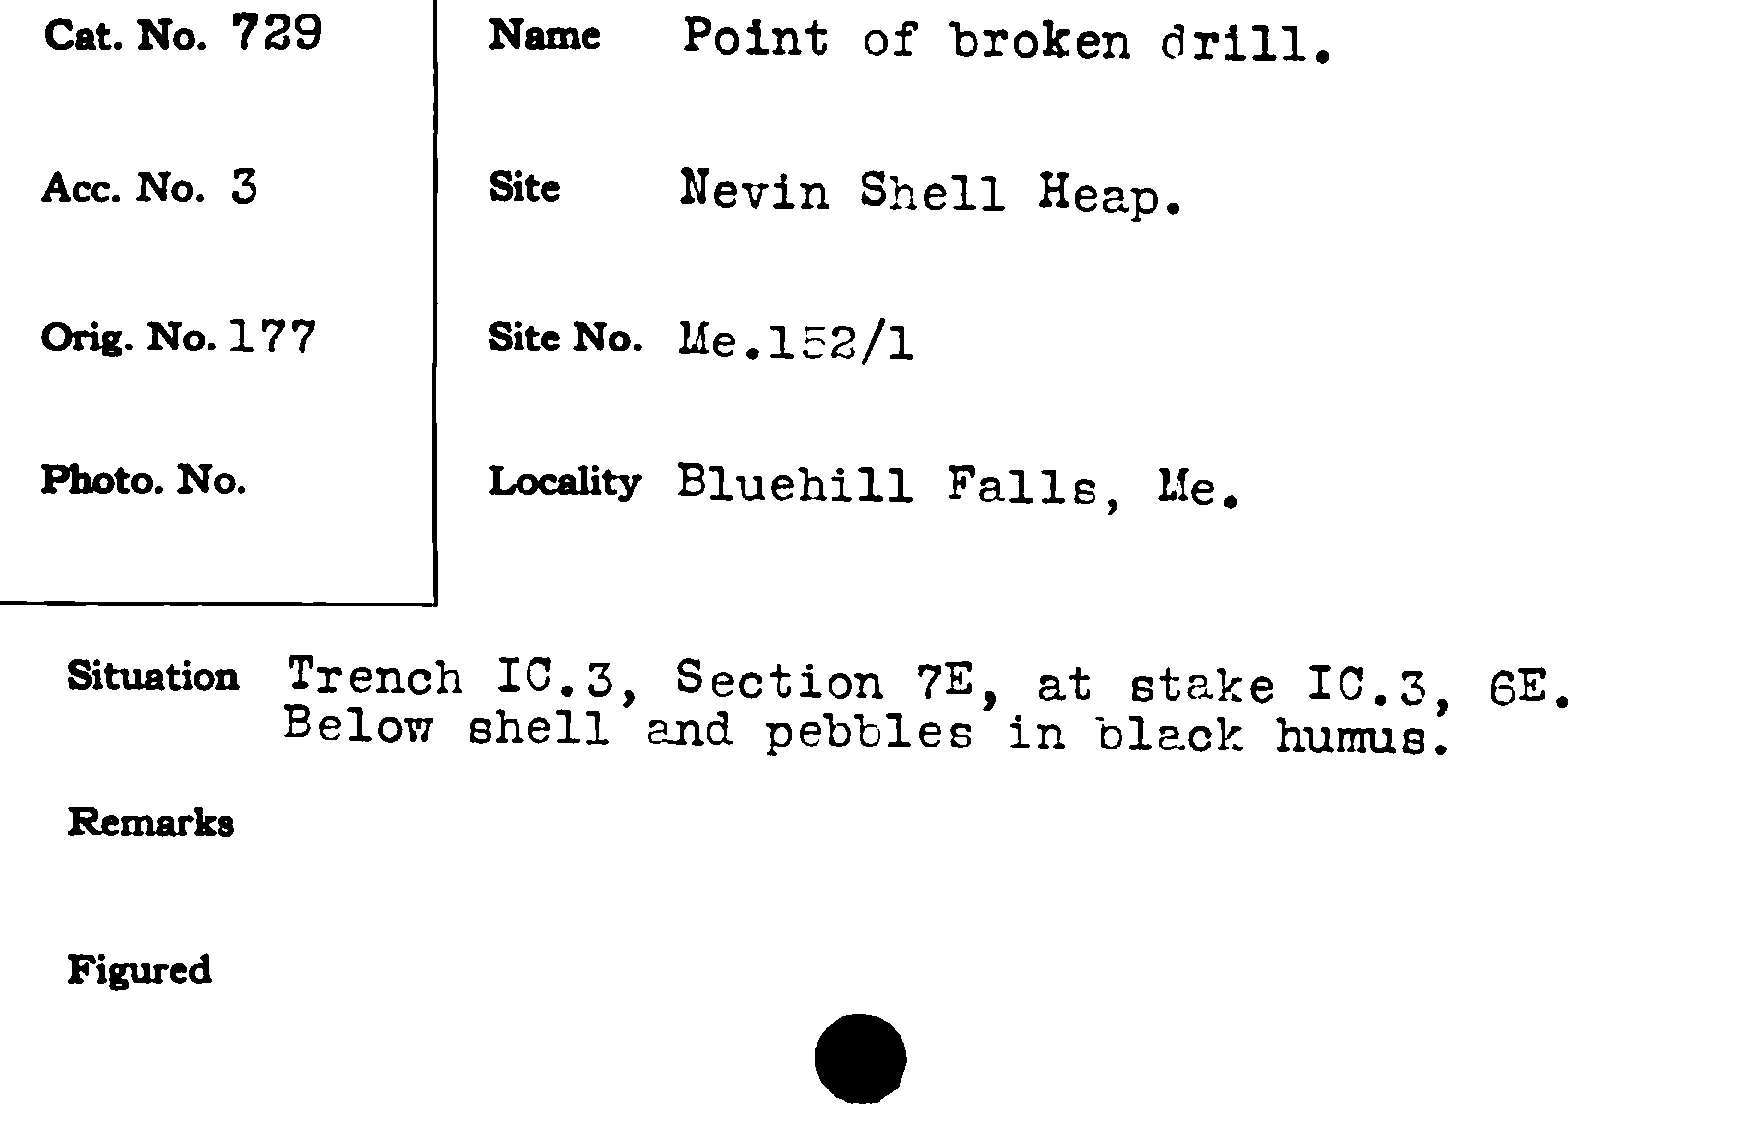 Cat. No. 729
Name Point of broken drill.
Acc. No. 3
Site Nevin Shell Heap.
Orig. No. 177
Site No. Me.152/1
Photo. No.
Locality Bluehill Falls, Me.
Situation Trench IC.3, Section 7E, at stake IC.3, 6E.
Below shell and pebbles in black humus.
Remarks
Figured